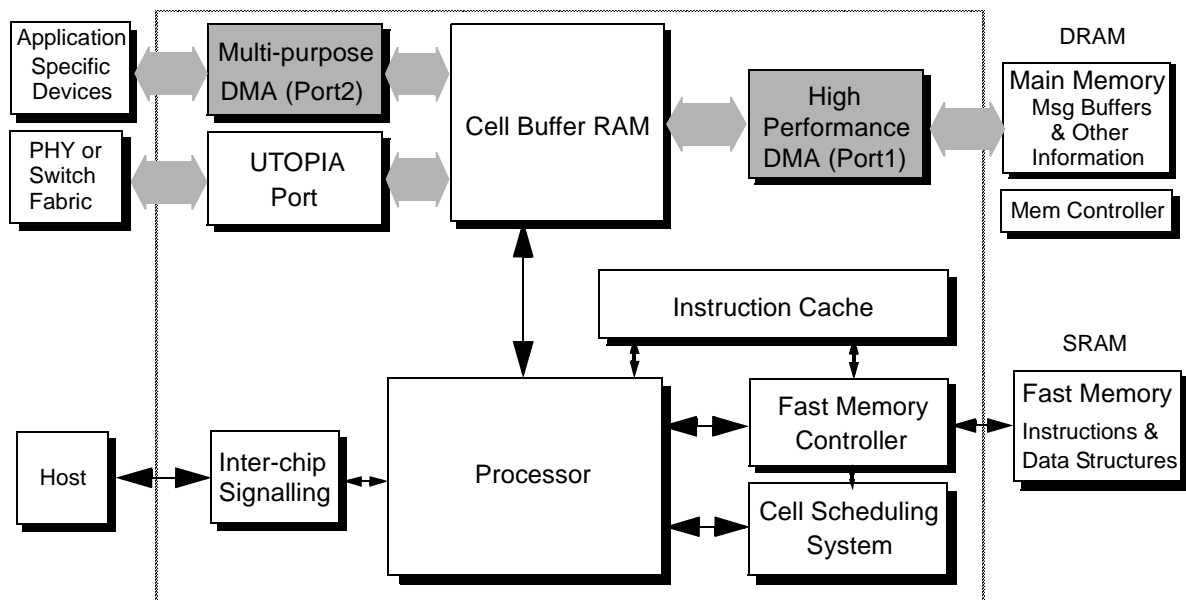 Application
Specific
Devices
Multi-purpose
DMA (Port2)
Cell Buffer RAM
High
Performance
DMA (Port1)
DRAM
Main Memory
Msg Buffers
& Other
Information
PHY or
Switch
Fabric
UTOPIA
Port
Mem Controller
Instruction Cache
SRAM
Processor
Fast Memory
Controller
Fast Memory
Instructions &
Data Structures
Host
Inter-chip
Signalling
Cell Scheduling
System